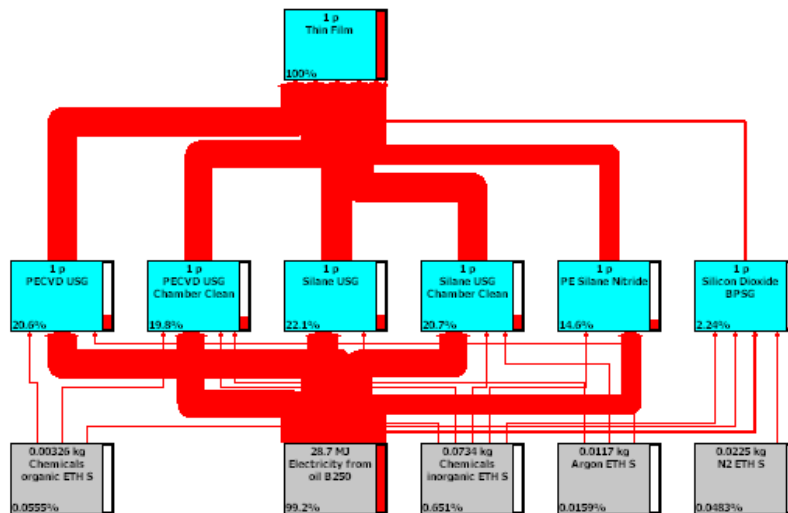 1 p
Thin Film
100%
1 p
PECVD USG
20.6%
1 p
PECVD USG
Chamber Clean
19.8%
1 p
Silane USG
22.1%
1 p
Silane USG
Chamber Clean
20.7%
1 p
PE Silane Nitride
14.6%
1 p
Silicon Dioxide
BPSG
2.24%
0.00326 kg
Chemicals
organic ETH S
0.0555%
28.7 MJ
Electricity from
oil B250
99.2%
0.0734 kg
Chemicals
inorganic ETH S
0.651%
0.0117 kg
Argon ETH S
0.0159%
0.0225 kg
N2 ETH S
0.0483%